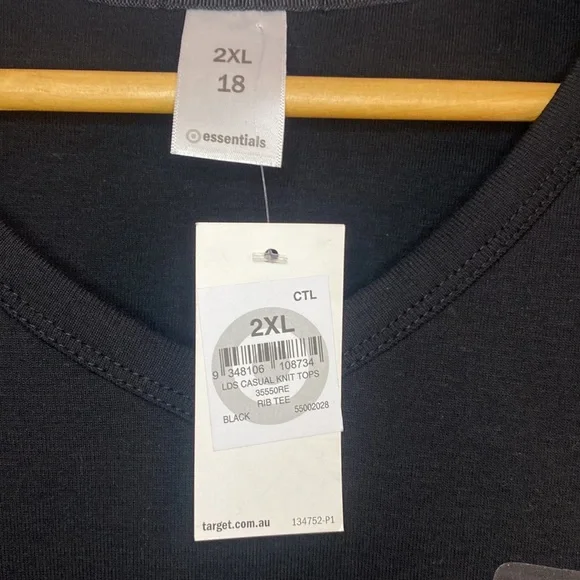 2XL
18
essentials
CTL
2XL
9 348106 108734
LDS CASUAL KNIT TOPS
35550RE
RIB TEE
BLACK 55002028
target.com.au 134752-P1